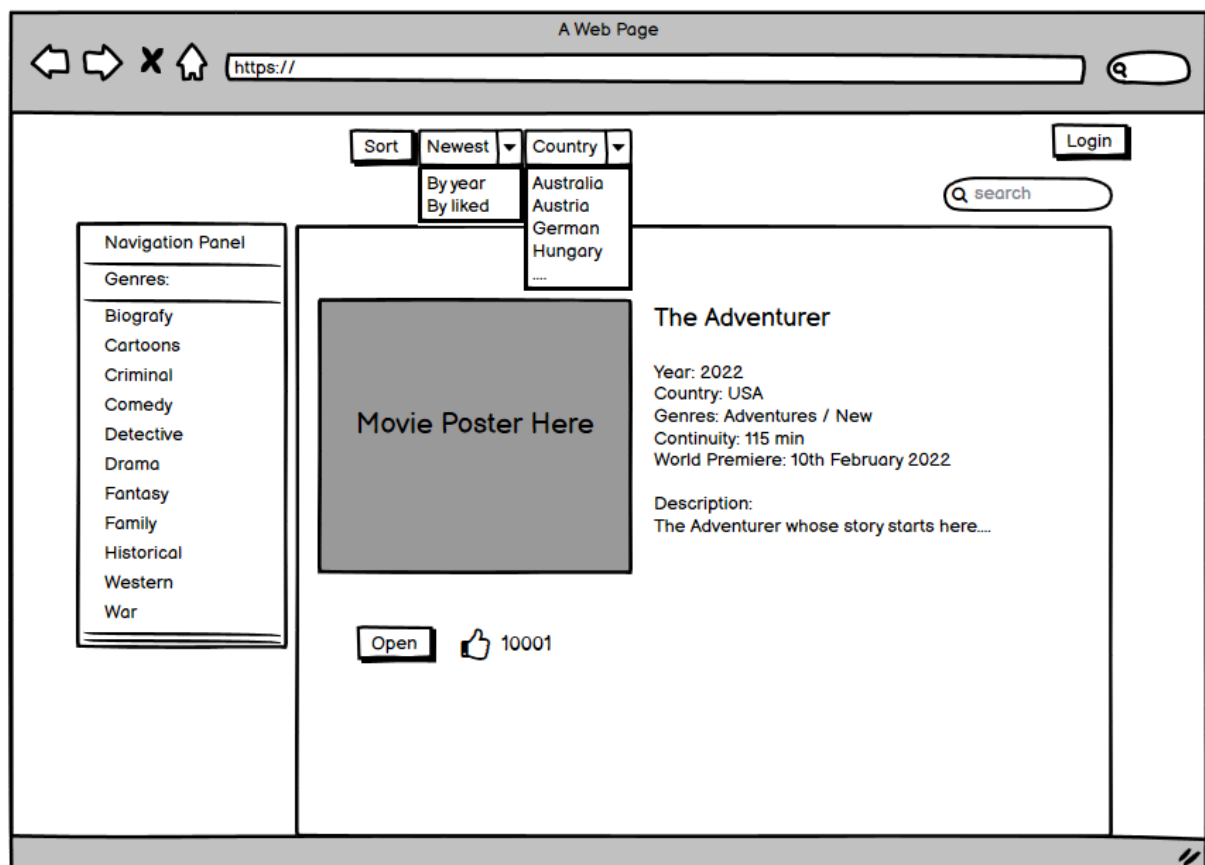 A Web Page
https://
Sort Newest Country Login
By year
By liked
Australia
Austria
German
Hungary
....
search
Navigation Panel
Genres:
Biografy
Cartoons
Criminal
Comedy
Detective
Drama
Fantasy
Family
Historical
Western
War
Movie Poster Here
The Adventurer
Year: 2022
Country: USA
Genres: Adventures / New
Continuity: 115 min
World Premiere: 10th February 2022
Description:
The Adventurer whose story starts here....
Open 10001